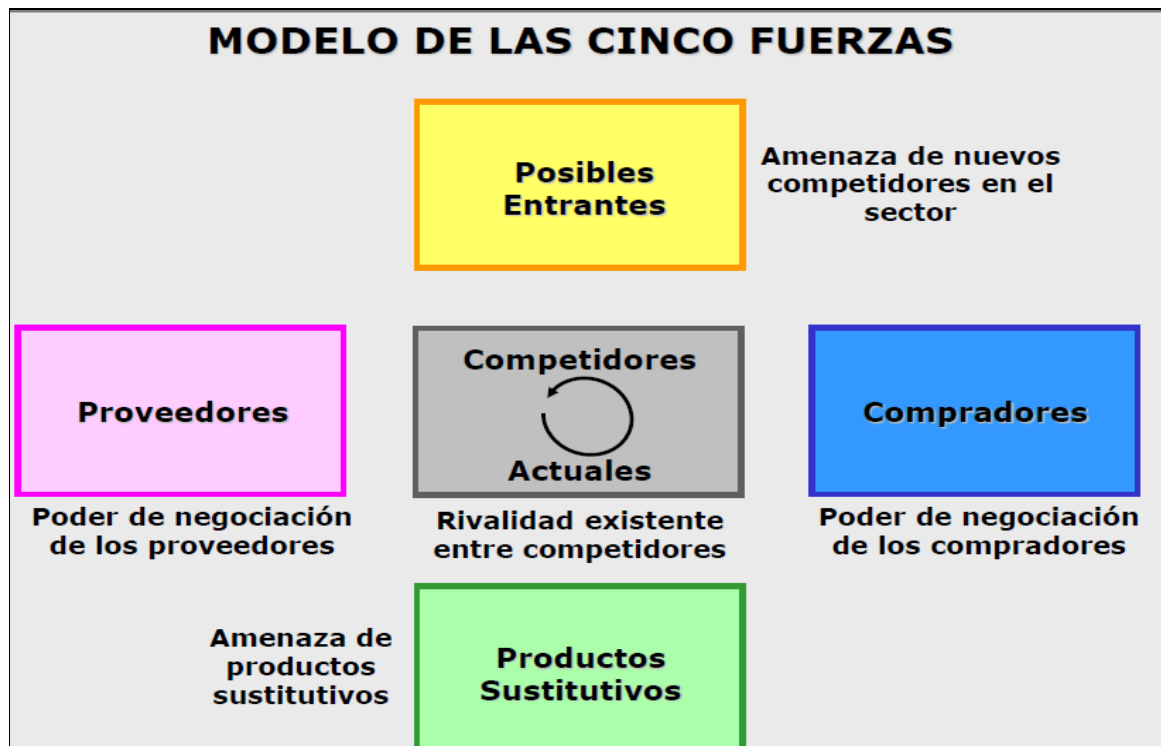 MODELO DE LAS CINCO FUERZAS
Posibles
Entrantes
Amenaza de nuevos
competidores en el
sector
Proveedores
Poder de negociación
de los proveedores
Competidores
Actuales
Rivalidad existente
entre competidores
Compradores
Poder de negociación
de los compradores
Amenaza de
productos
sustitutivos
Productos
Sustitutivos